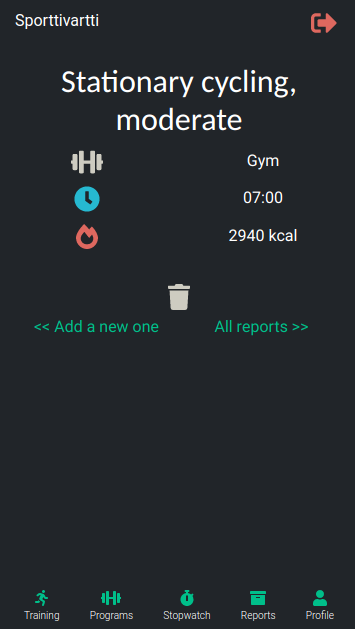 Sporttivartti
Stationary cycling,
moderate
Gym
07:00
2940 kcal
<< Add a new one
All reports >>
Training
Programs
Stopwatch
Reports
Profile